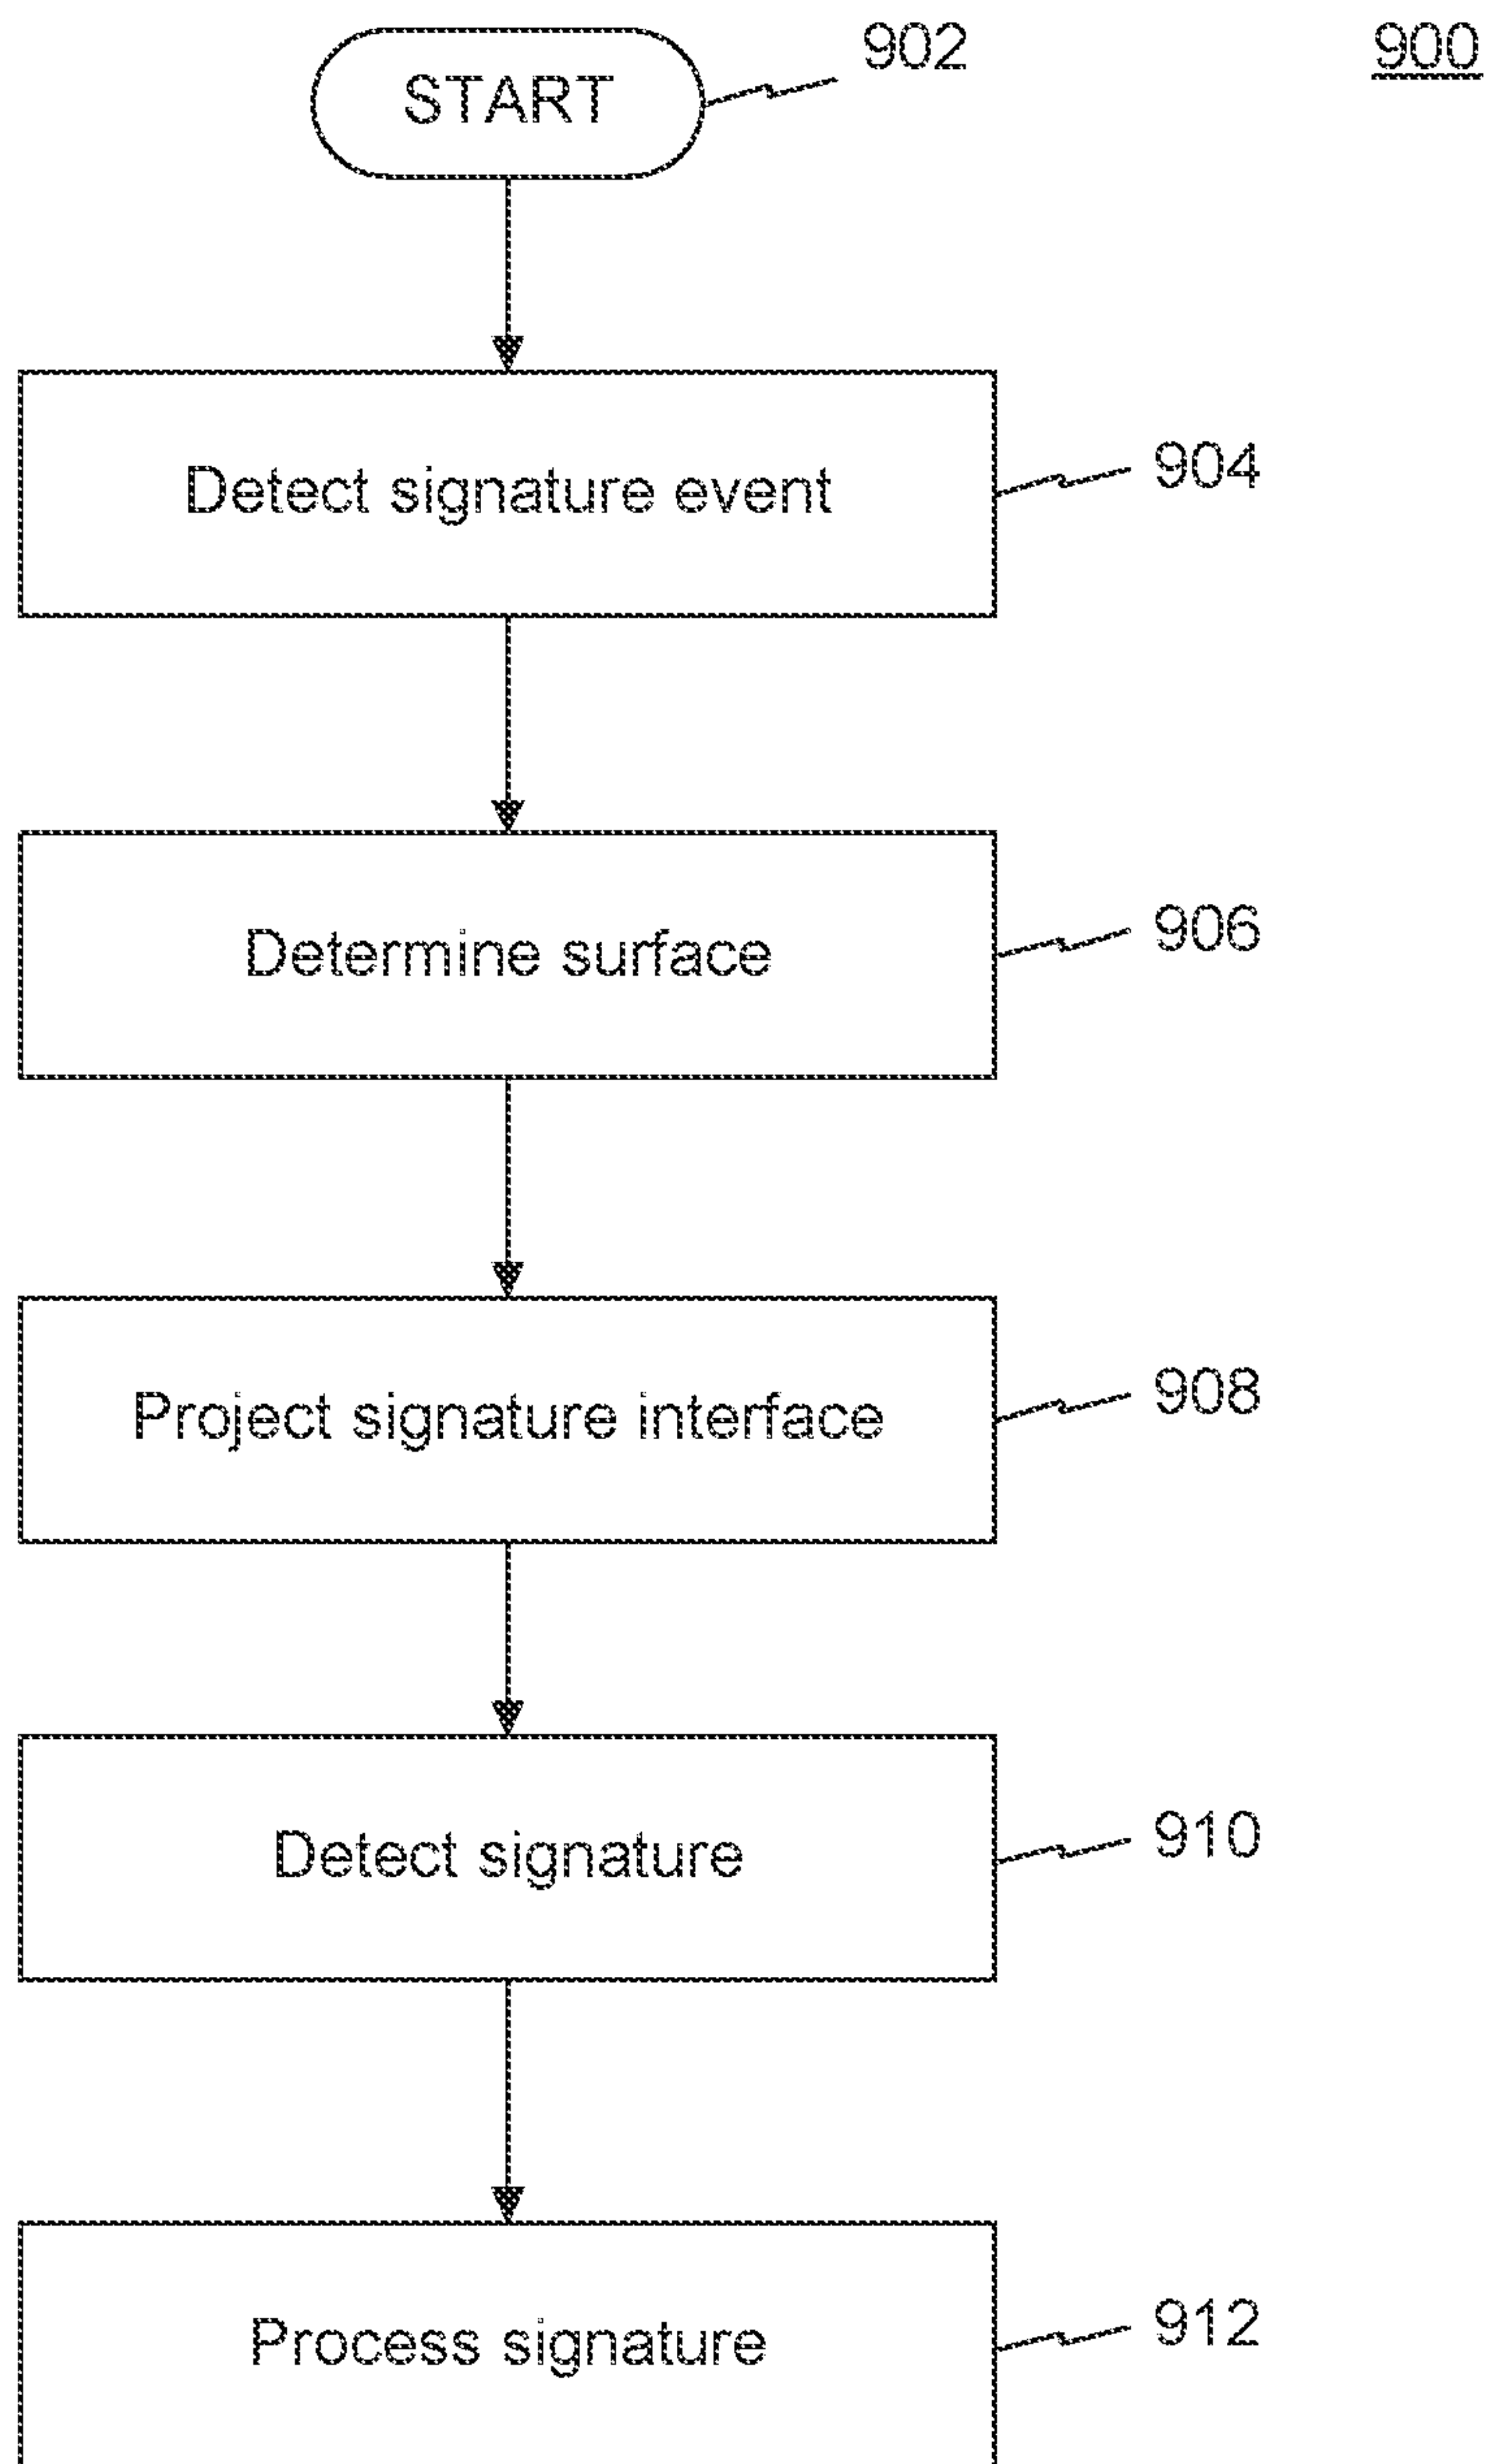 900
START 902
Detect signature event 904
Determine surface 906
Project signature interface 908
Detect signature 910
Process signature 912